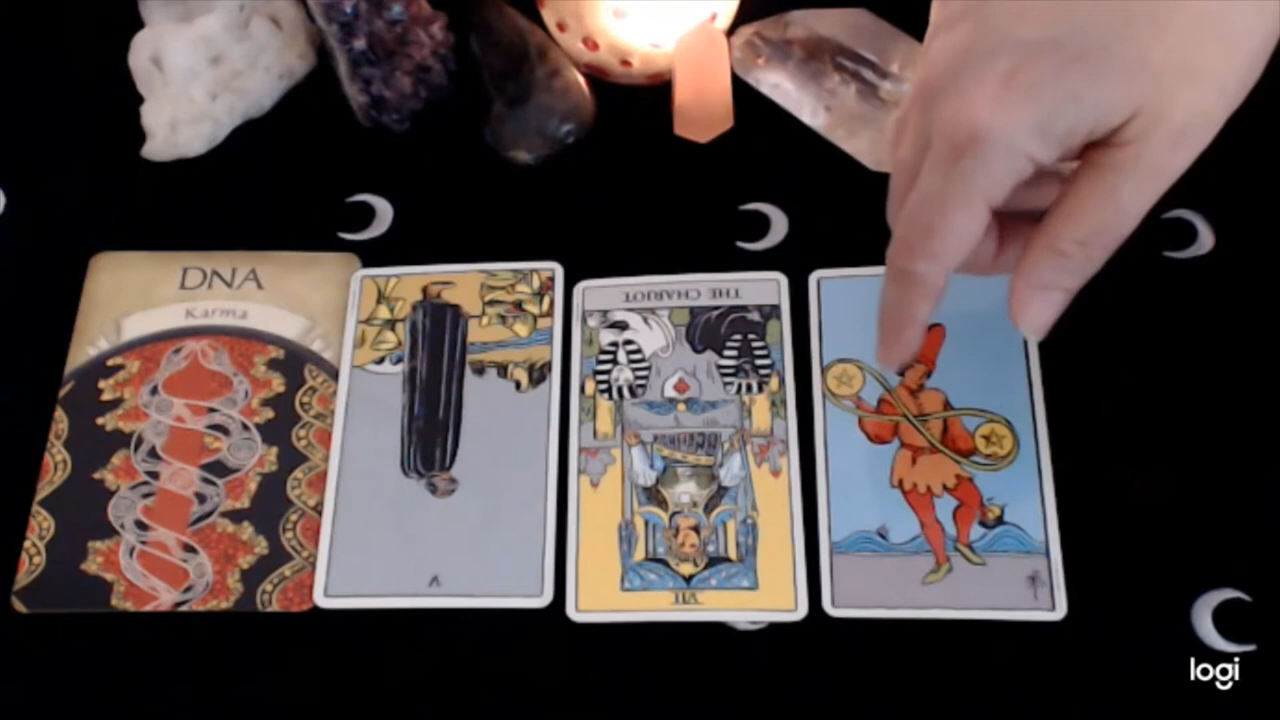 DNA
Karma
V
THE CHARIOT
VII
logi